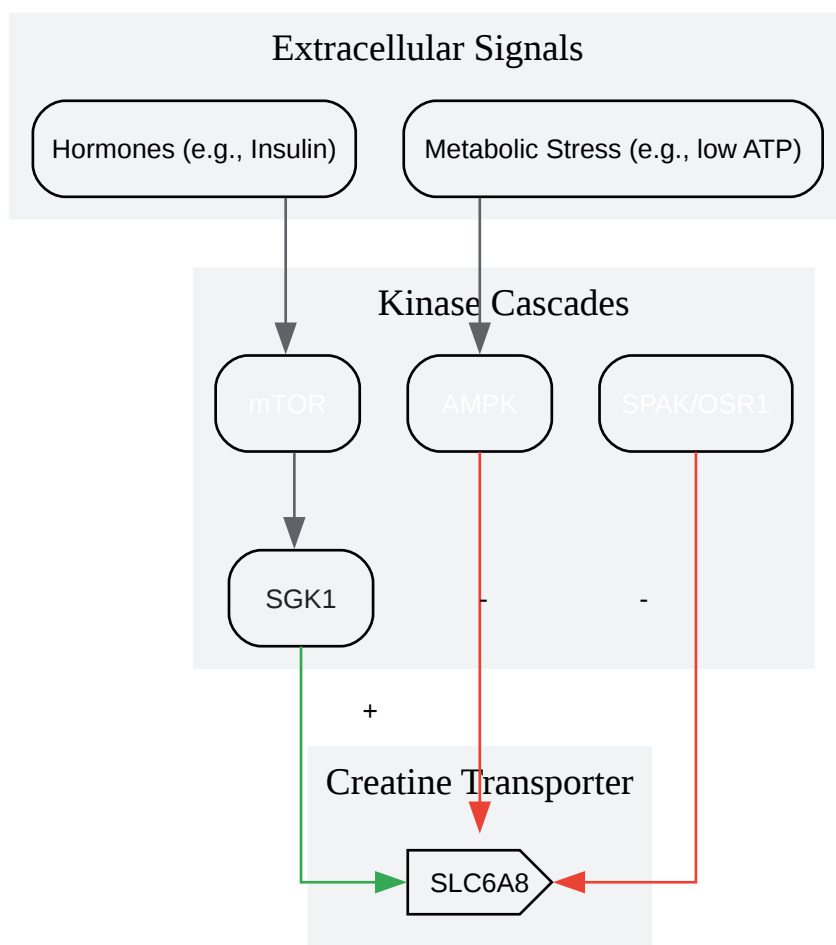 Extracellular Signals
Hormones (e.g., Insulin)
Metabolic Stress (e.g., low ATP)
Kinase Cascades
mTOR
AMPK
SPAK/OSR1
SGK1
-
-
+
Creatine Transporter
SLC6A8